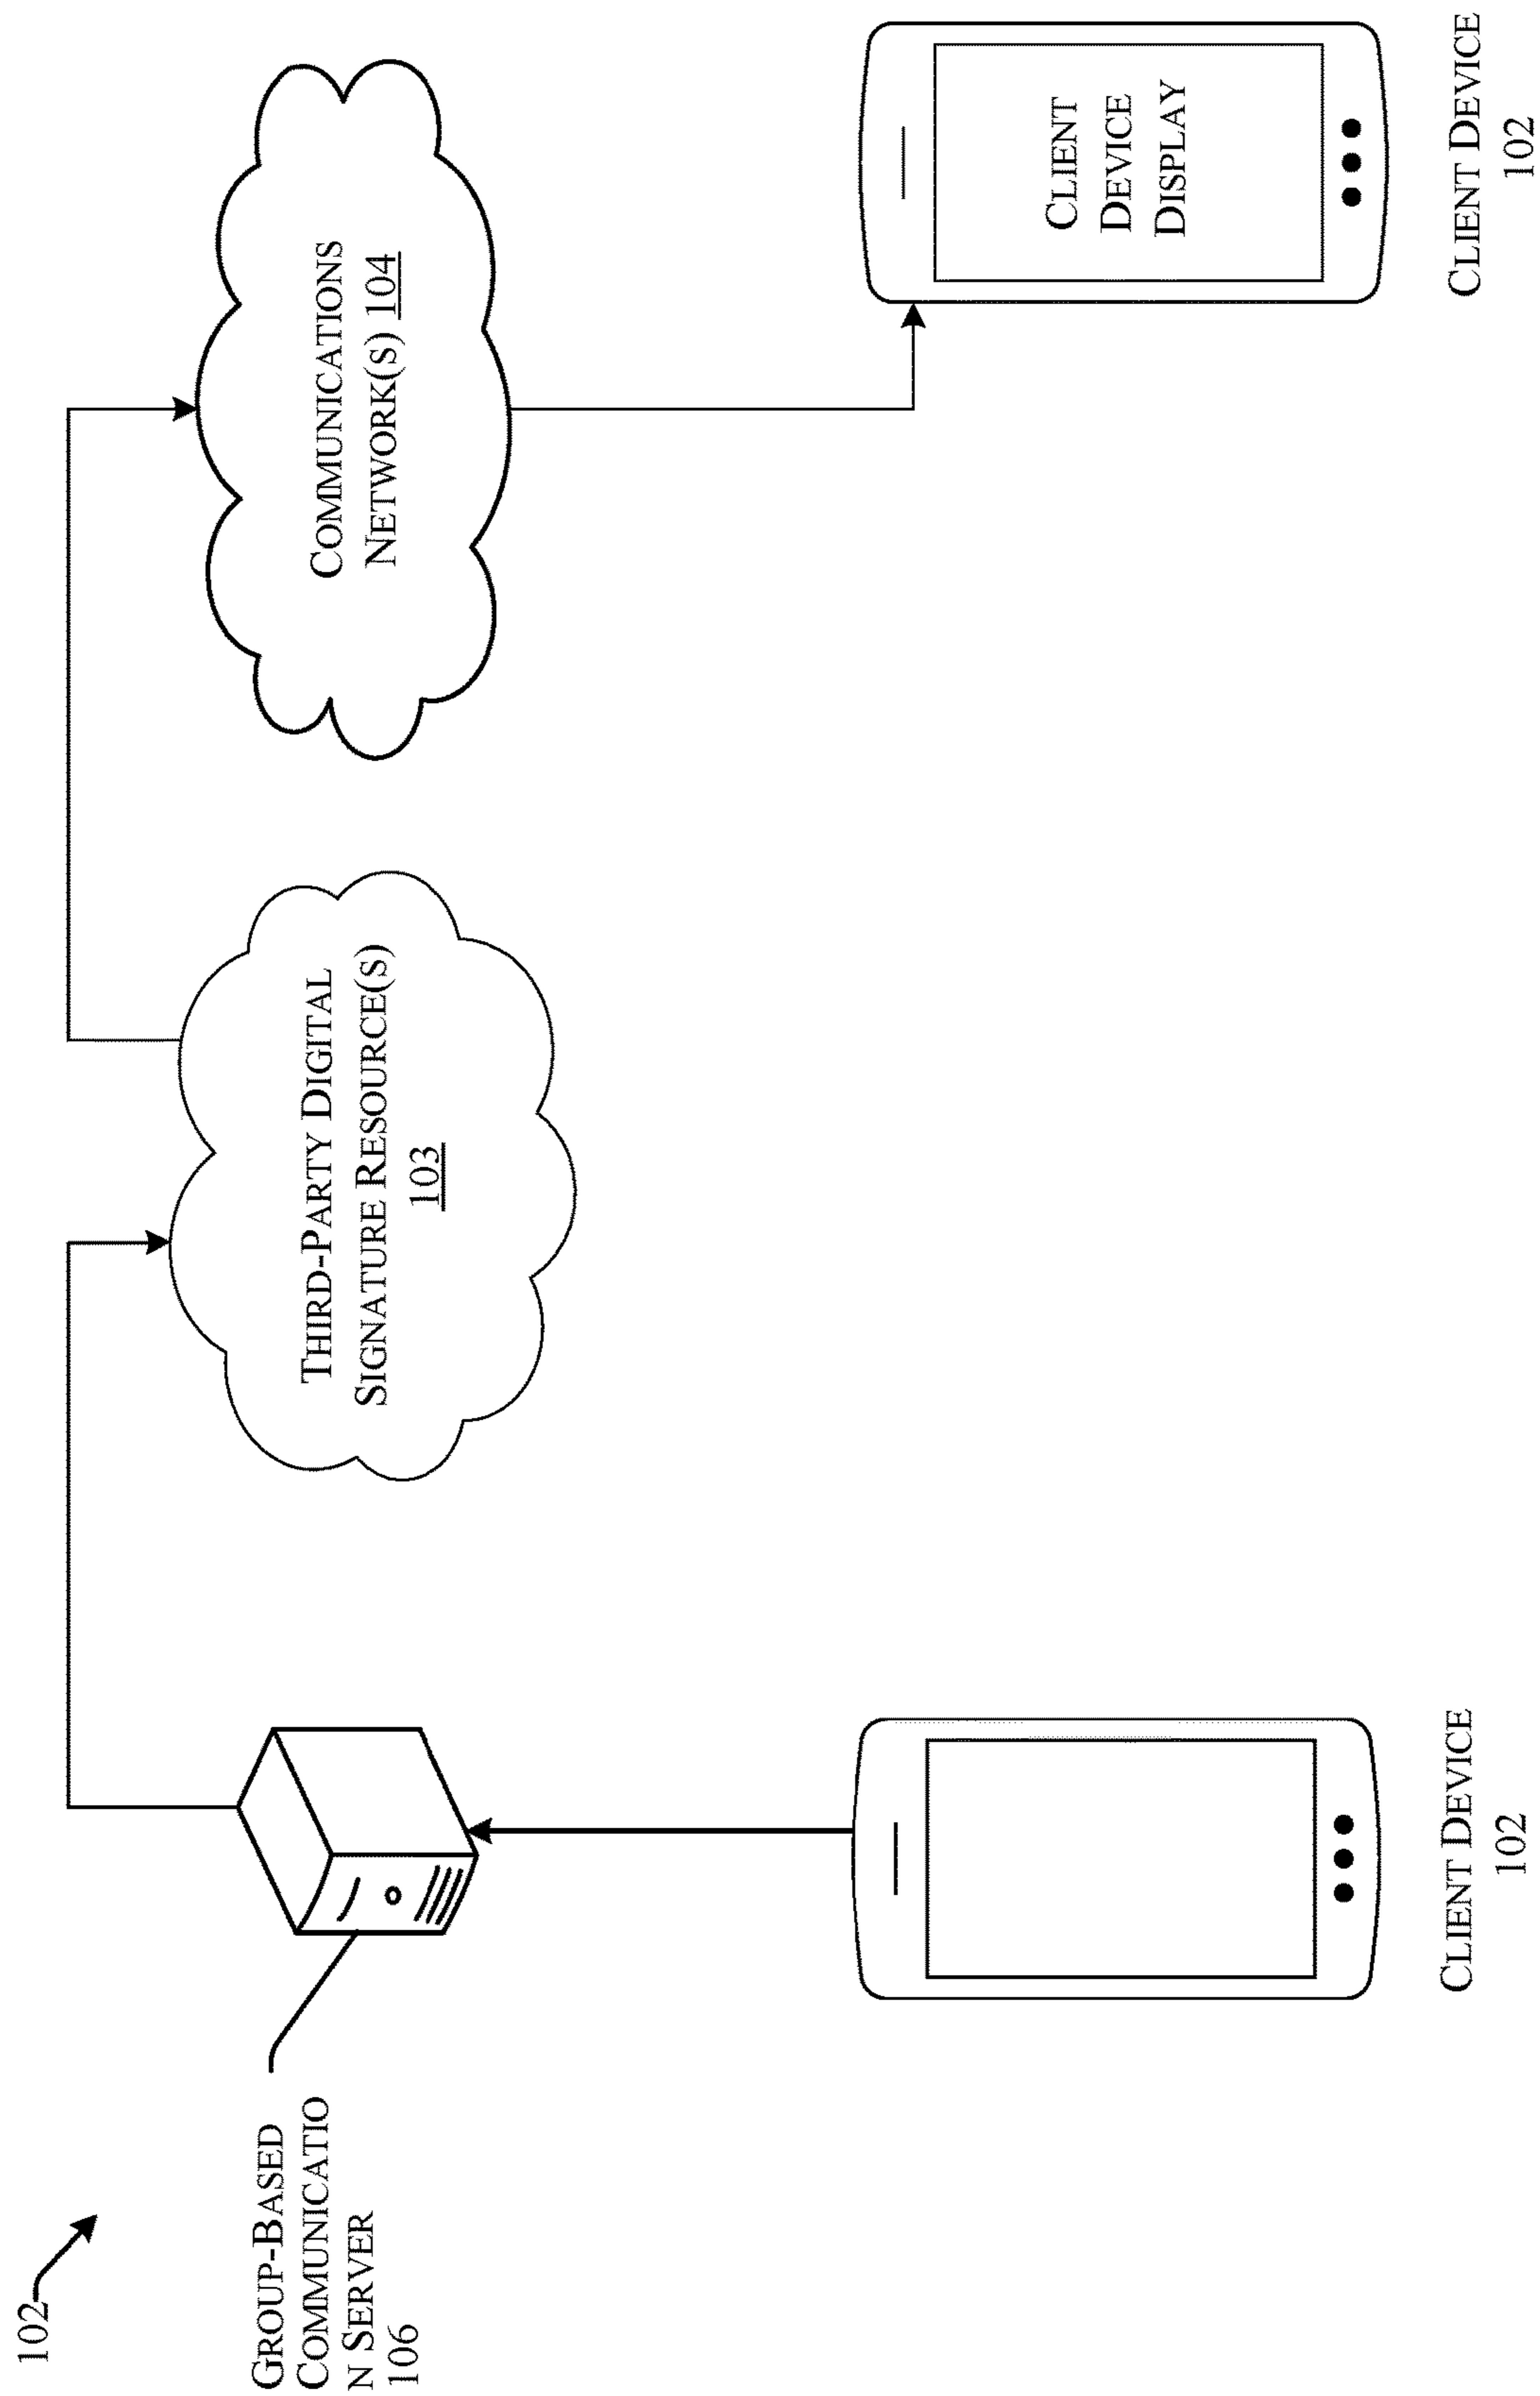 102
GROUP-BASED
COMMUNICATIO
N SERVER
106
THIRD-PARTY DIGITAL
SIGNATURE RESOURCE(S)
103
COMMUNICATIONS
NETWORK(S) 104
CLIENT DEVICE
102
CLIENT
DEVICE
DISPLAY
CLIENT DEVICE
102